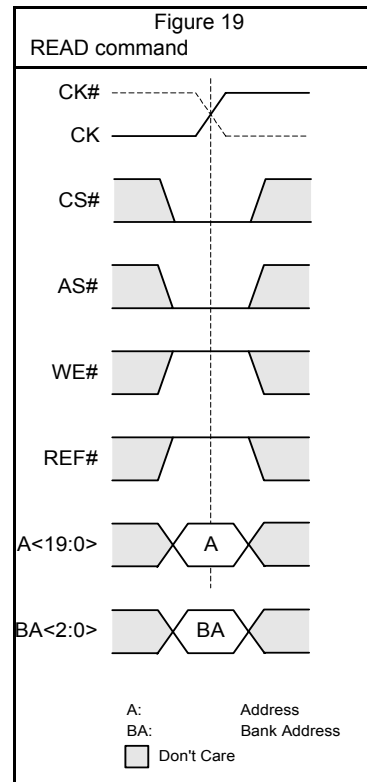 Figure 19
READ command
CK#
CK
CS#
AS#
WE#
REF#
A<19:0>
A
BA<2:0>
BA
A: Address
BA: Bank Address
Don't Care